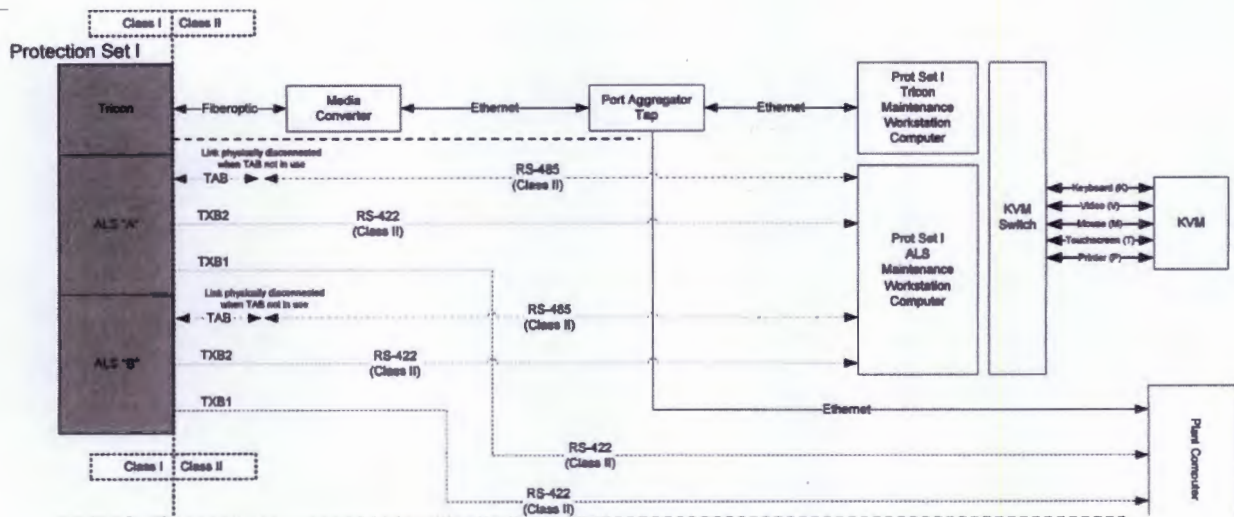 Class I Class II
Protection Set I
Tricon
Fiberoptic
Media
Converter
Ethernet
Port Aggregator
Tap
Ethernet
Prot Set I
Tricon
Maintenance
Workstation
Computer
Link physically disconnected
when TAB not in use
TAB
RS-485
(Class II)
ALS "A"
TXB2
RS-422
(Class II)
TXB1
Prot Set I
ALS
Maintenance
Workstation
Computer
KVM
Switch
Keyboard (K)
Video (V)
Mouse (M)
Touchscreen (T)
Printer (P)
KVM
Link physically disconnected
when TAB not in use
TAB
RS-485
(Class II)
ALS "B"
TXB2
RS-422
(Class II)
TXB1
Ethernet
RS-422
(Class II)
RS-422
(Class II)
Plant Computer
Class I Class II